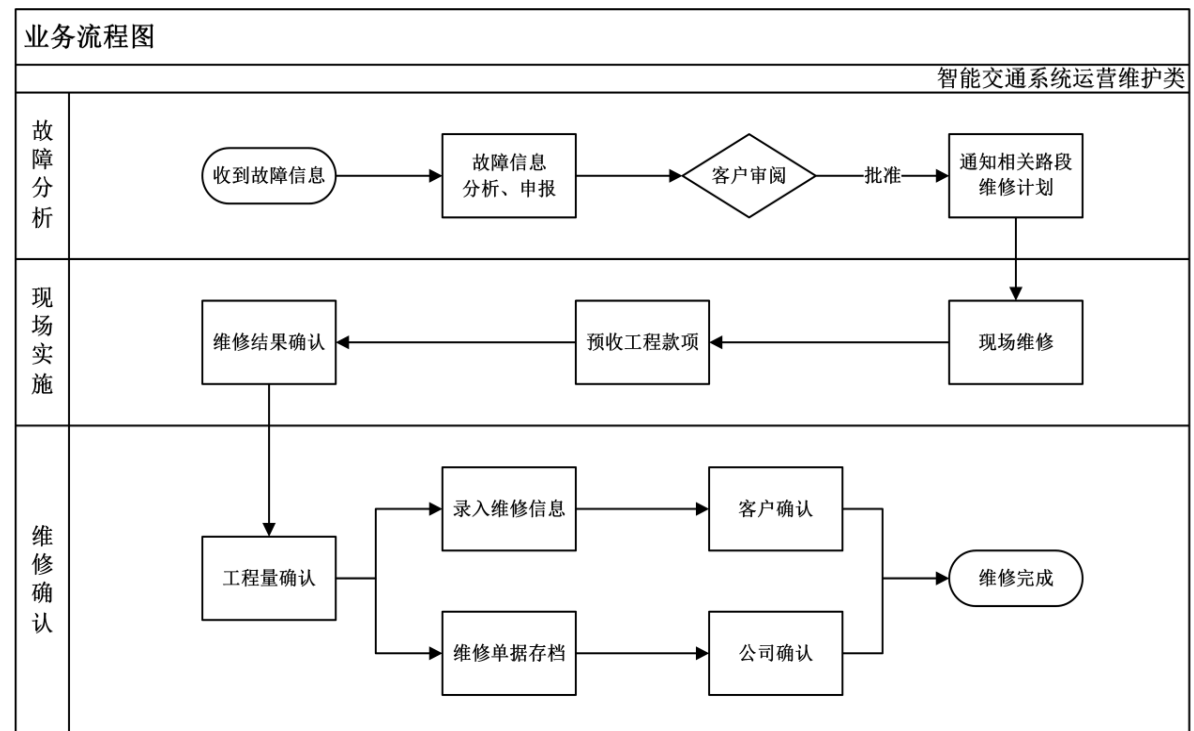 业务流程图
智能交通系统运营维护类
故障分析
收到故障信息
故障信息
分析、申报
客户审阅
批准
通知相关路段
维修计划
现场实施
维修结果确认
预收工程款项
现场维修
维修确认
录入维修信息
客户确认
工程量确认
维修完成
维修单据存档
公司确认